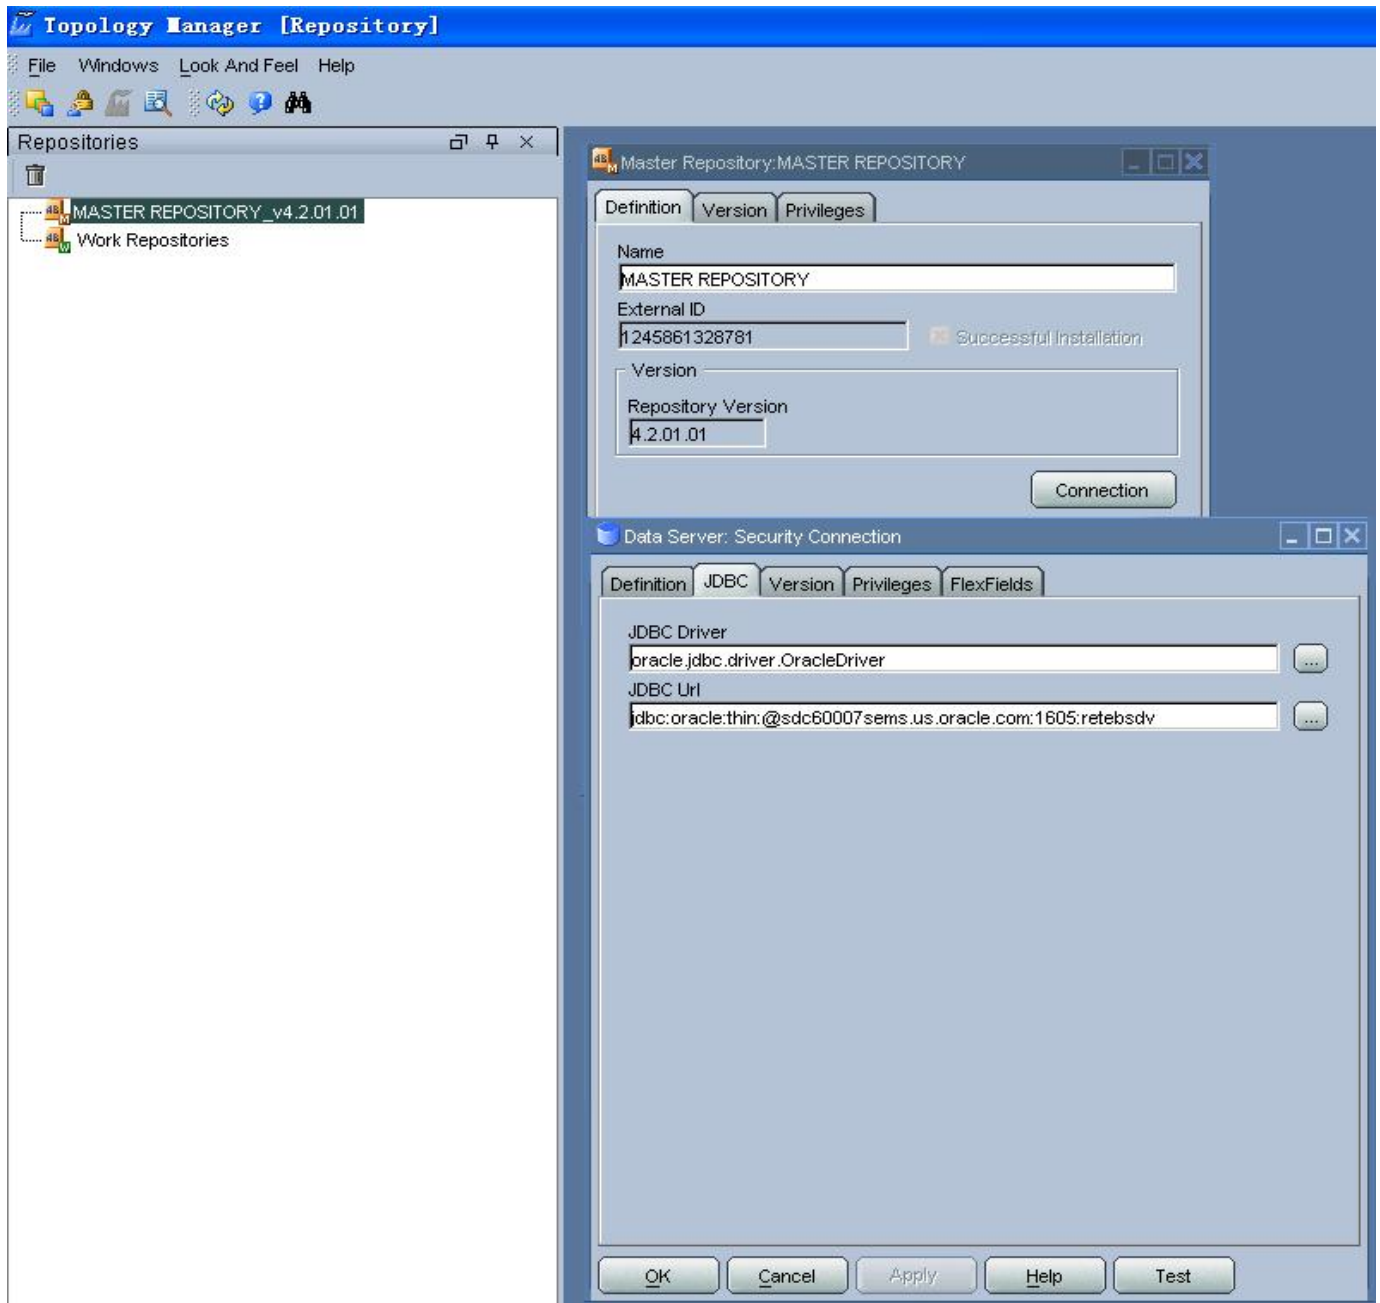 Topology Manager [Repository]
File Windows Look And Feel Help
Repositories
MASTER REPOSITORY_v4.2.01.01
Work Repositories
Master Repository:MASTER REPOSITORY
Definition Version Privileges
Name
MASTER REPOSITORY
External ID
1245861328781 Successful Installation
Version
Repository Version
4.2.01.01
Connection
Data Server: Security Connection
Definition JDBC Version Privileges FlexFields
JDBC Driver
oracle.jdbc.driver.OracleDriver ...
JDBC Url
jdbc:oracle:thin:@sdc60007sems.us.oracle.com:1605:retebsdv ...
OK Cancel Apply Help Test